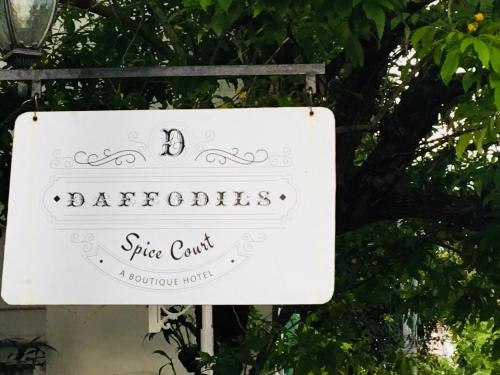 D
DAFFODILS
Spice Court
A BOUTIQUE HOTEL